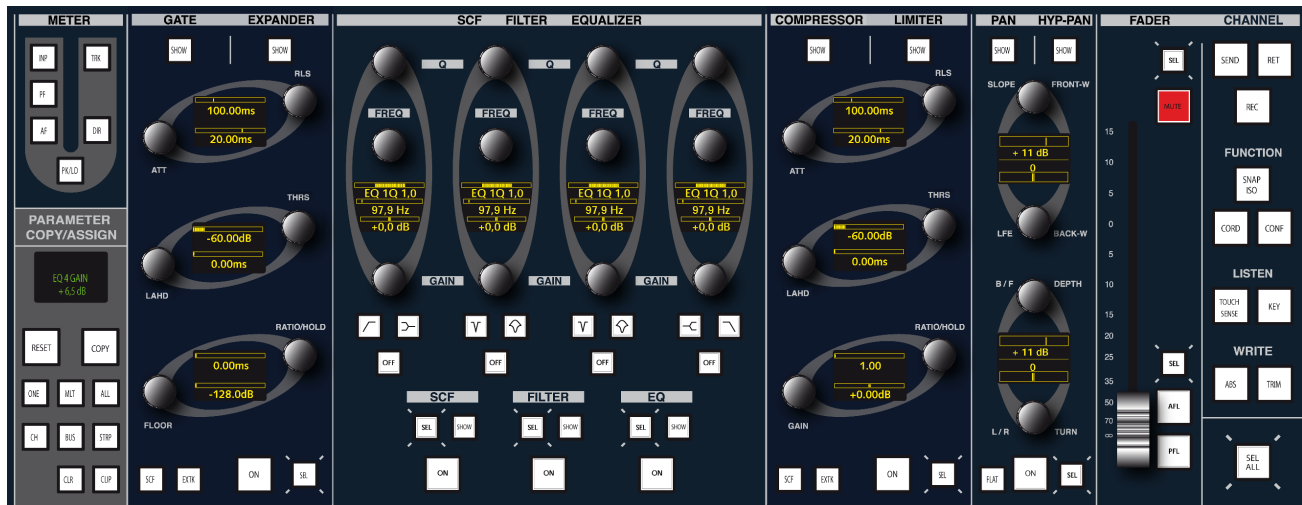 METER
INP
TRK
PF
AF
DIR
PK/LD
PARAMETER
COPY/ASSIGN
EQ 4 GAIN
+ 6,5 dB
RESET
COPY
ONE
MLT
ALL
CH
BUS
STRP
CLR
CLIP
GATE
EXPANDER
SHOW
SHOW
RLS
100.00ms
20.00ms
ATT
THRS
-60.00dB
0.00ms
LAHD
RATIO/HOLD
0.00ms
-128.0dB
FLOOR
SCF
EXTK
ON
SEL
SCF
FILTER
EQUALIZER
Q
Q
Q
FREQ
FREQ
FREQ
FREQ
EQ 1Q 1,0
97,9 Hz
+0,0 dB
EQ 1Q 1,0
97,9 Hz
+0,0 dB
EQ 1Q 1,0
97,9 Hz
+0,0 dB
EQ 1Q 1,0
97,9 Hz
+0,0 dB
GAIN
GAIN
GAIN
OFF
OFF
OFF
OFF
SCF
FILTER
EQ
SEL
SHOW
SEL
SHOW
SEL
SHOW
ON
ON
ON
COMPRESSOR
LIMITER
SHOW
SHOW
RLS
100.00ms
20.00ms
ATT
THRS
-60.00dB
0.00ms
LAHD
RATIO/HOLD
1.00
+0.00dB
GAIN
SCF
EXTK
ON
SEL
PAN
HYP-PAN
SHOW
SHOW
SLOPE
FRONT-W
+ 11 dB
0
LFE
BACK-W
B / F
DEPTH
+ 11 dB
0
L / R
TURN
FLAT
ON
SEL
FADER
SEL
MUTE
15
10
5
0
5
10
15
20
25
35
50
70
∞
SEL
AFL
PFL
CHANNEL
SEND
RET
REC
FUNCTION
SNAP
ISO
CORD
CONF
LISTEN
TOUCH
SENSE
KEY
WRITE
ABS
TRIM
SEL
ALL